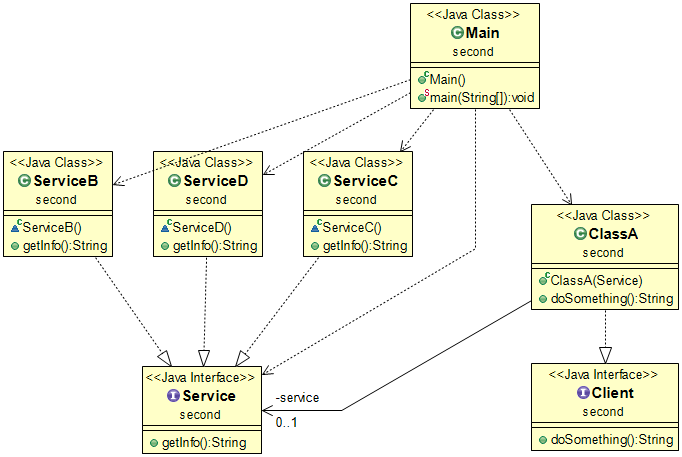 <<Java Class>>
Main
second
Main()
main(String[]):void
<<Java Class>>
ServiceB
second
ServiceB()
getInfo():String
<<Java Class>>
ServiceD
second
ServiceD()
getInfo():String
<<Java Class>>
ServiceC
second
ServiceC()
getInfo():String
<<Java Class>>
ClassA
second
ClassA(Service)
doSomething():String
<<Java Interface>>
Service
second
getInfo():String
-service
0..1
<<Java Interface>>
Client
second
doSomething():String